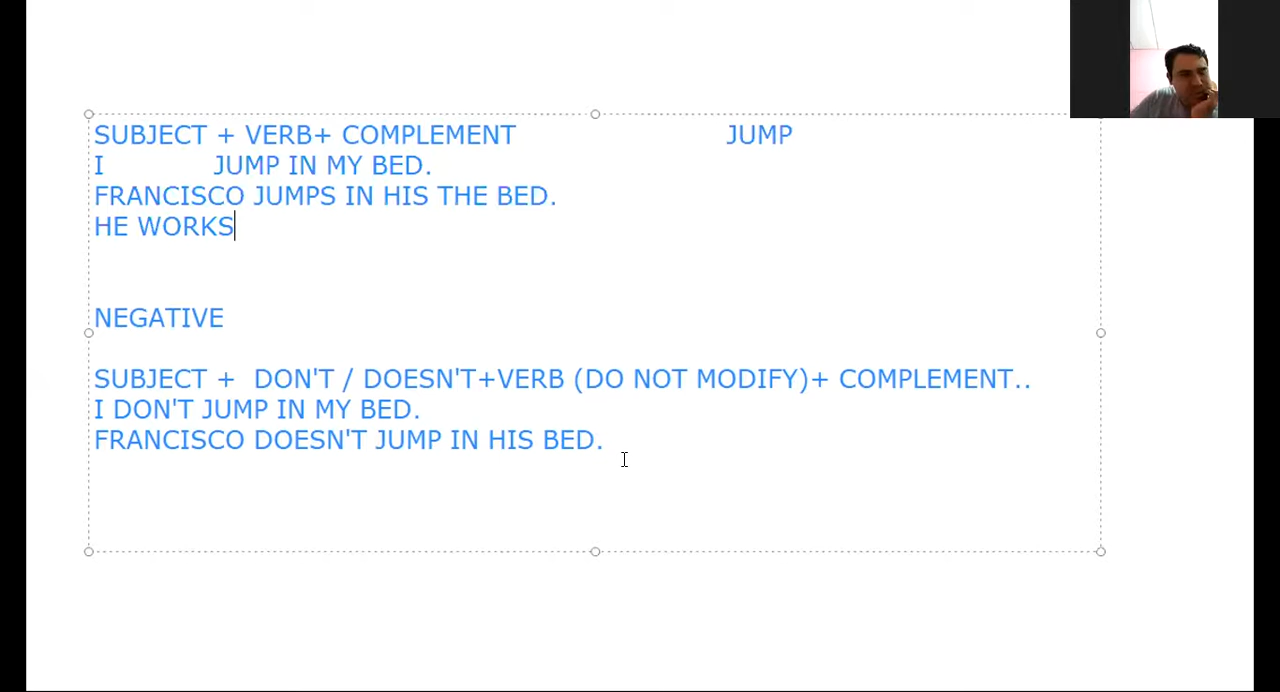 SUBJECT + VERB+ COMPLEMENT JUMP
I JUMP IN MY BED.
FRANCISCO JUMPS IN HIS THE BED.
HE WORKS
NEGATIVE
SUBJECT + DON'T / DOESN'T+VERB (DO NOT MODIFY)+ COMPLEMENT..
I DON'T JUMP IN MY BED.
FRANCISCO DOESN'T JUMP IN HIS BED.